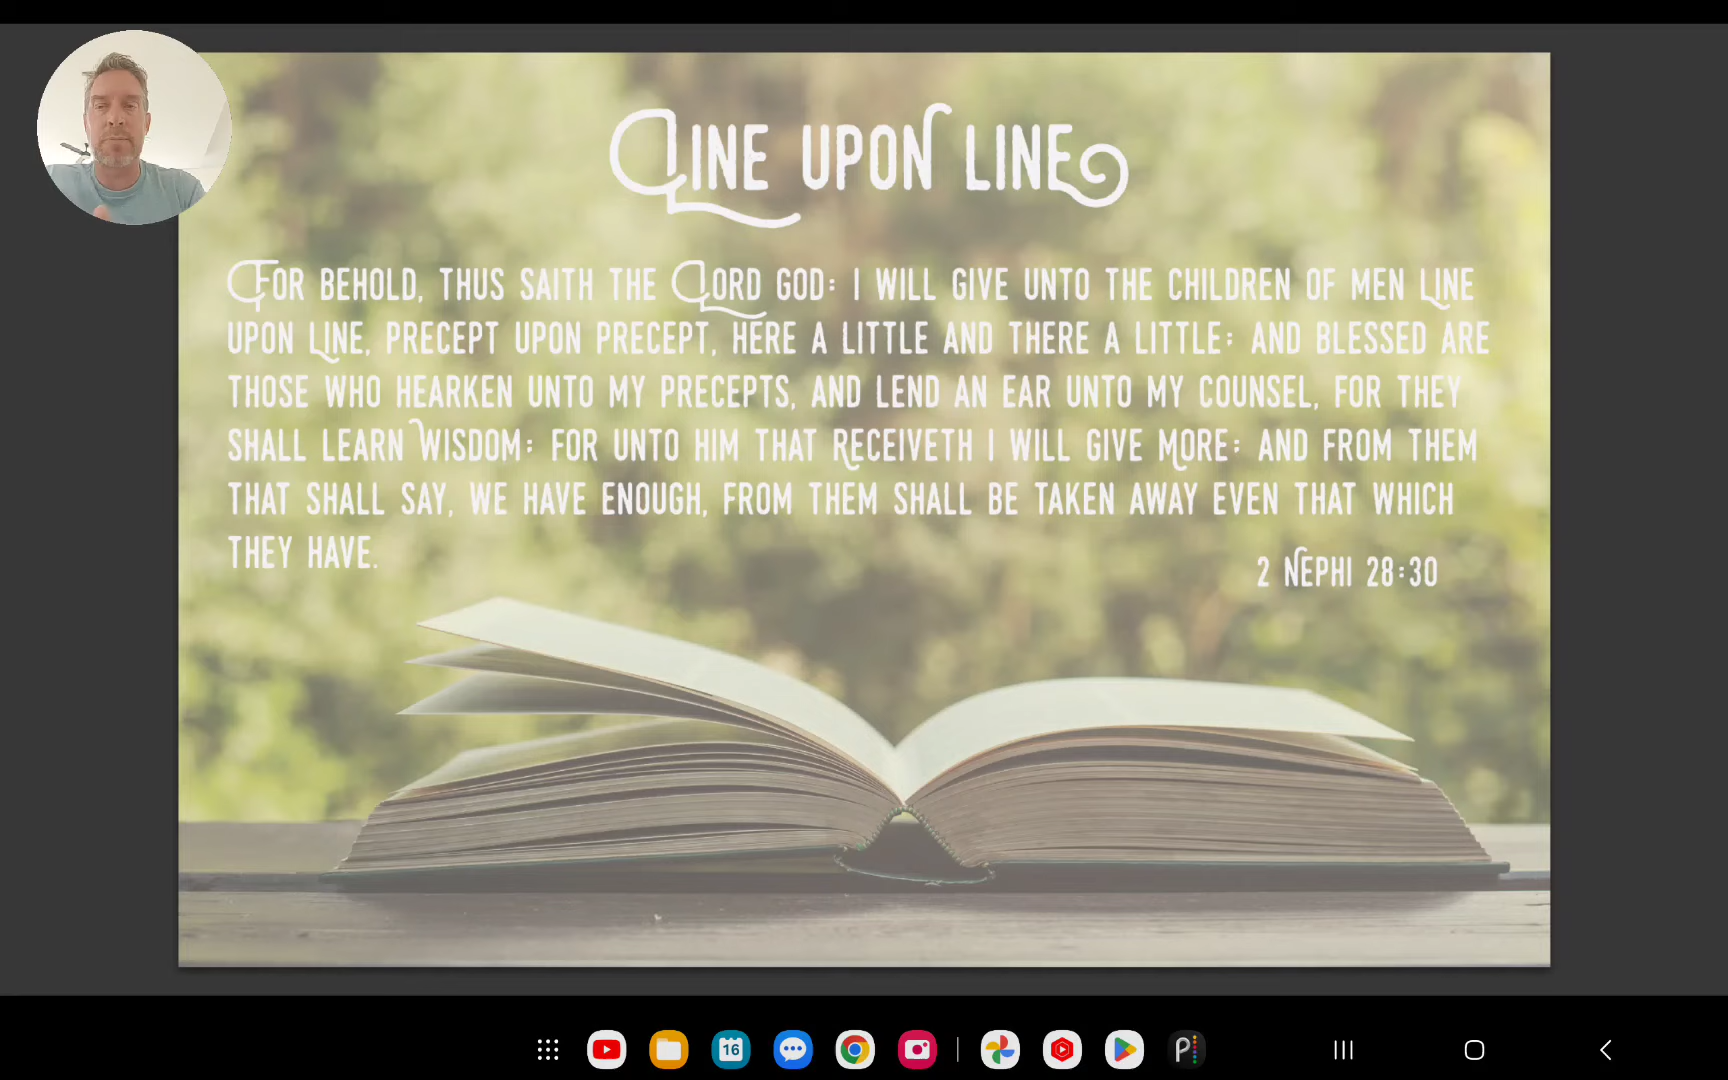 Line upon line
For behold, thus saith the Lord God: I will give unto the children of men line
upon line, precept upon precept, here a little and there a little; and blessed are
those who hearken unto my precepts, and lend an ear unto my counsel, for they
shall learn wisdom; for unto him that receiveth I will give more; and from them
that shall say, We have enough, from them shall be taken away even that which
they have.
2 Nephi 28:30
16